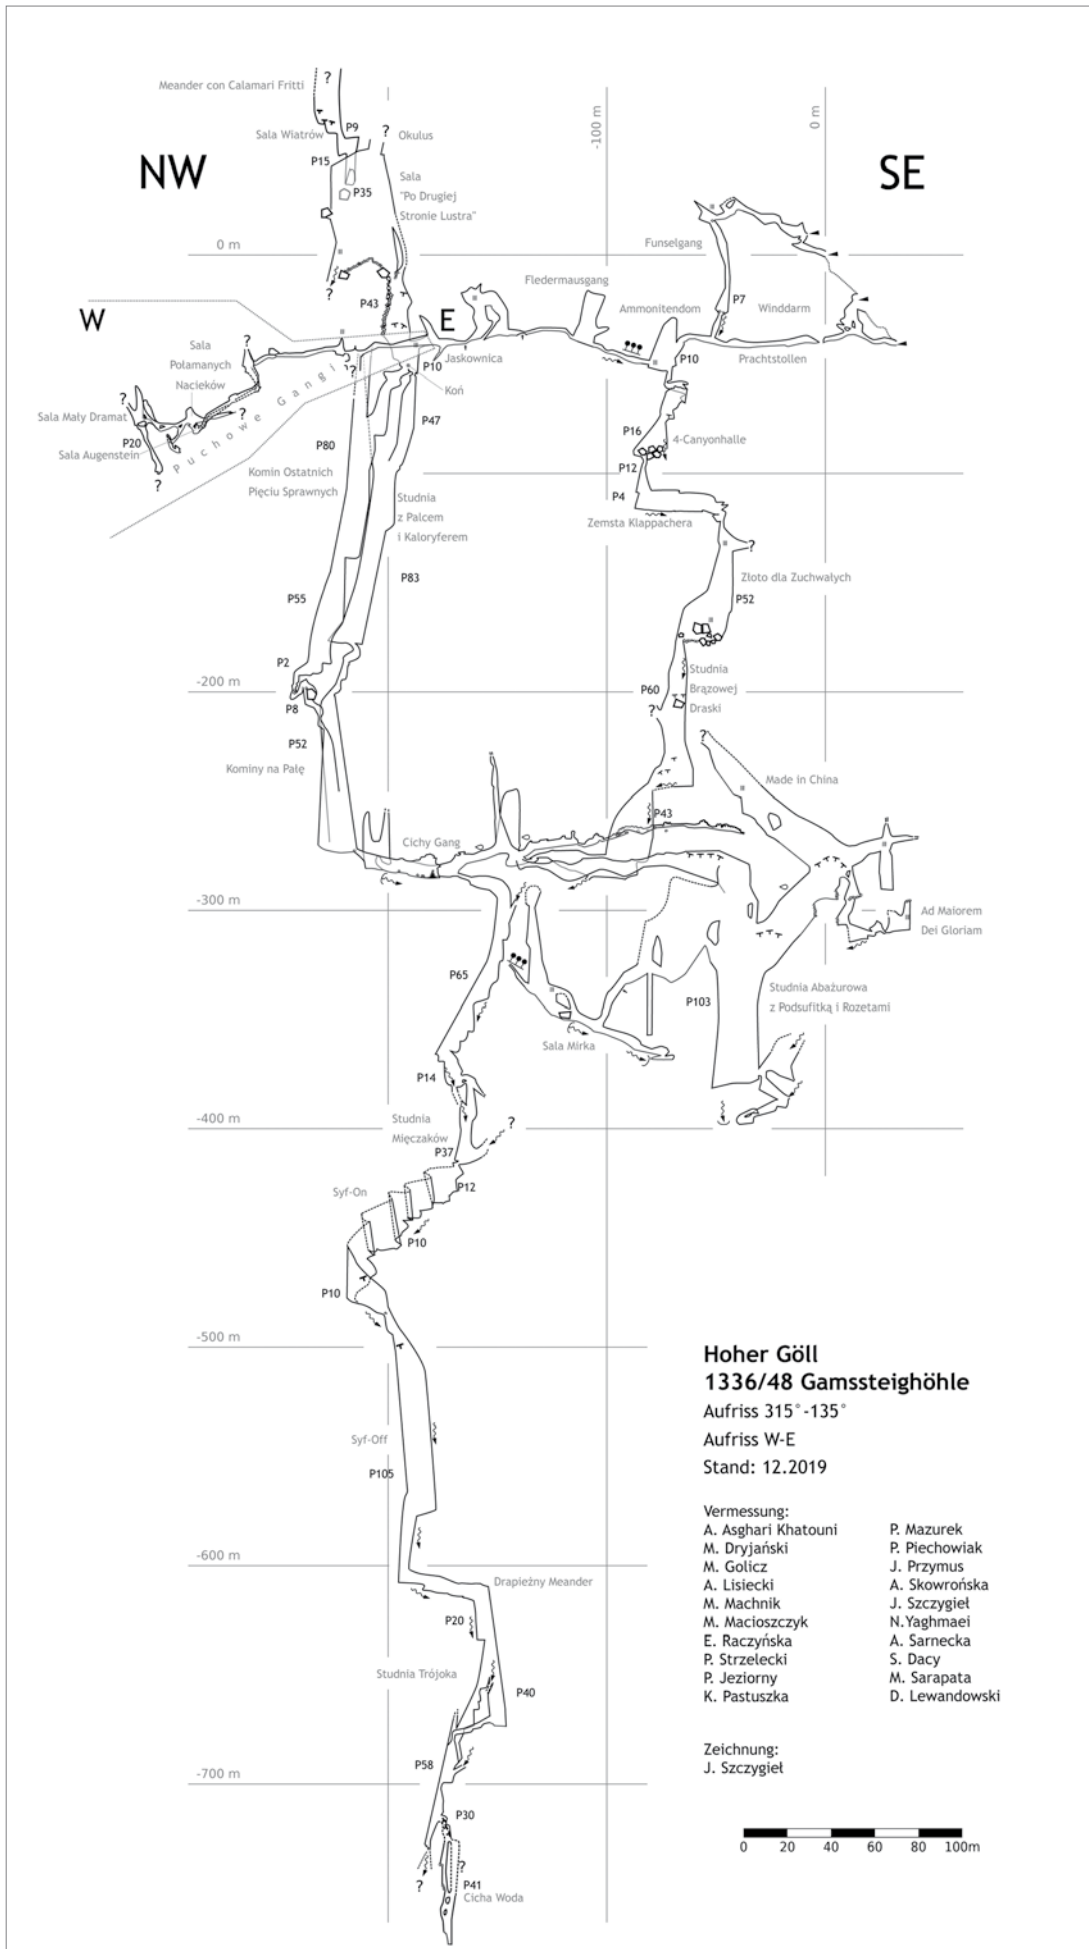 Meander con Calamari Fritti
?
-100 m
0 m
Sala Wiatrów
P9
?
Okulus
NW
P15
SE
Sala
"Po Drugiej
Stronie Lustra"
P35
0 m
Funselgang
?
Fledermausgang
P43
Ammonitendom
P7
Winddarm
W
E
Sala
Połamanych
Nacieków
?
Jaskownica
P10
P10
Prachtstollen
?
Koń
?
Sala Mały Dramat
?
P20
Sala Augenstein
?
Puchowe Gangi
P47
P80
P16
4-Canyonhalle
P12
Komin Ostatnich
Pięciu Sprawnych
P4
Studnia
z Palcem
i Kaloryferem
Zemsta Klappachera
?
P83
Złoto dla Zuchwałych
P55
P52
P2
Studnia
Brązowej
Draski
-200 m
P60
P8
?
P52
?
Kominy na Pałę
Made in China
P43
Cichy Gang
-300 m
Ad Maiorem
Dei Gloriam
P65
P103
Studnia Abażurowa
z Podsufitką i Rozetami
Sala Mirka
P14
-400 m
Studnia
Mięczaków
?
P37
P12
Syf-On
P10
P10
-500 m
Syf-Off
P105
-600 m
Drapieżny Meander
P20
Studnia Trójoka
P40
P58
-700 m
P30
?
?
P41
Cicha Woda
Hoher Göll
1336/48 Gamssteighöhle
Aufriss 315°-135°
Aufriss W-E
Stand: 12.2019
Vermessung:
A. Asghari Khatouni
M. Dryjański
M. Golicz
A. Lisiecki
M. Machnik
M. Macioszczyk
E. Raczyńska
P. Strzelecki
P. Jeziorny
K. Pastuszka
P. Mazurek
P. Piechowiak
J. Przymus
A. Skowrońska
J. Szczygieł
N.Yaghmaei
A. Sarnecka
S. Dacy
M. Sarapata
D. Lewandowski
Zeichnung:
J. Szczygieł
0 20 40 60 80 100m